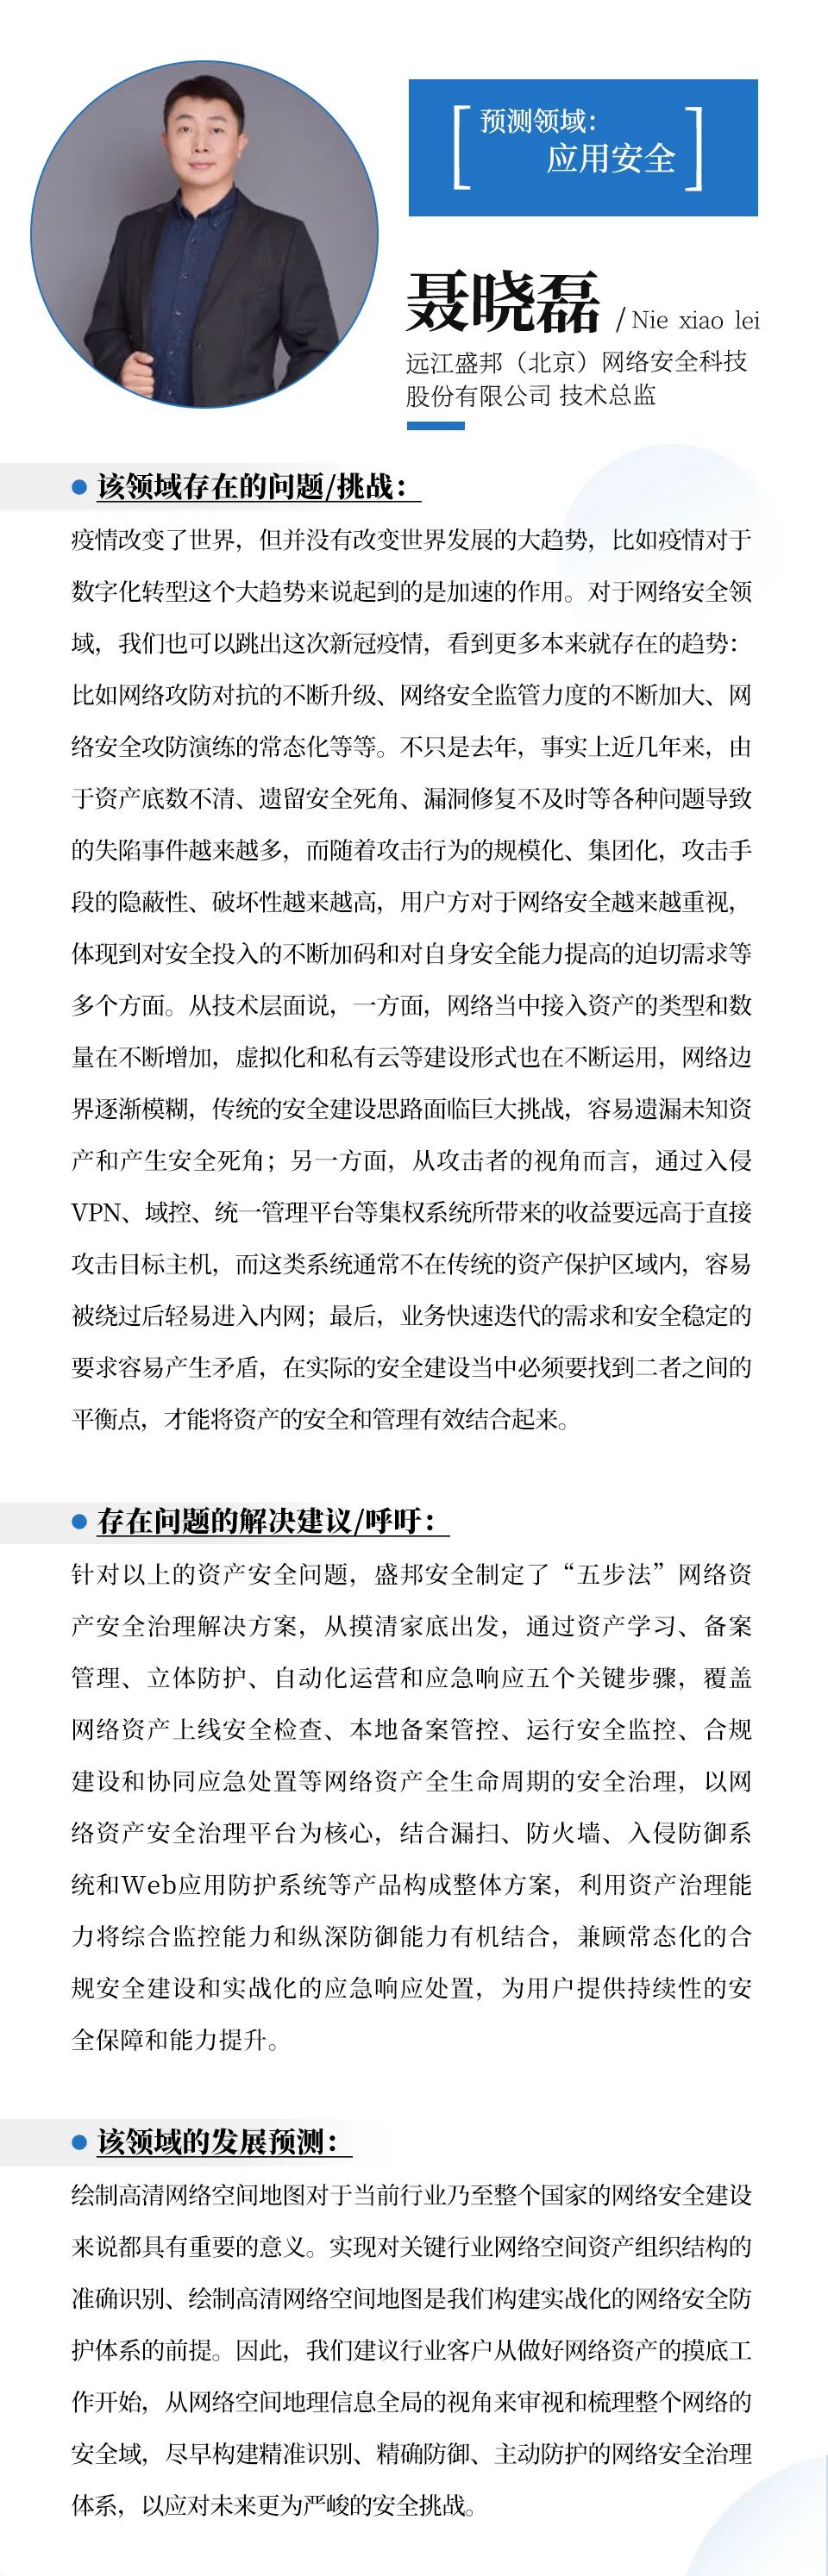 预测领域：
应用安全
聂晓磊 / Nie xiao lei
远江盛邦（北京）网络安全科技
股份有限公司 技术总监
该领域存在的问题/挑战：
疫情改变了世界，但并没有改变世界发展的大趋势，比如疫情对于
数字化转型这个大趋势来说起到的是加速的作用。对于网络安全领
域，我们也可以跳出这次新冠疫情，看到更多本来就存在的趋势：
比如网络攻防对抗的不断升级、网络安全监管力度的不断加大、网
络安全攻防演练的常态化等等。不只是去年，事实上近几年来，由
于资产底数不清、遗留安全死角、漏洞修复不及时等各种问题导致
的失陷事件越来越多，而随着攻击行为的规模化、集团化，攻击手
段的隐蔽性、破坏性越来越高，用户方对于网络安全越来越重视，
体现到对安全投入的不断加码和对自身安全能力提高的迫切需求等
多个方面。从技术层面说，一方面，网络当中接入资产的类型和数
量在不断增加，虚拟化和私有云等建设形式也在不断运用，网络边
界逐渐模糊，传统的安全建设思路面临巨大挑战，容易遗漏未知资
产和产生安全死角；另一方面，从攻击者的视角而言，通过入侵
VPN、域控、统一管理平台等集权系统所带来的收益要远高于直接
攻击目标主机，而这类系统通常不在传统的资产保护区域内，容易
被绕过后轻易进入内网；最后，业务快速迭代的需求和安全稳定的
要求容易产生矛盾，在实际的安全建设当中必须要找到二者之间的
平衡点，才能将资产的安全和管理有效结合起来。
存在问题的解决建议/呼吁：
针对以上的资产安全问题，盛邦安全制定了“五步法”网络资
产安全治理解决方案，从摸清家底出发，通过资产学习、备案
管理、立体防护、自动化运营和应急响应五个关键步骤，覆盖
网络资产上线安全检查、本地备案管控、运行安全监控、合规
建设和协同应急处置等网络资产全生命周期的安全治理，以网
络资产安全治理平台为核心，结合漏扫、防火墙、入侵防御系
统和Web应用防护系统等产品构成整体方案，利用资产治理能
力将综合监控能力和纵深防御能力有机结合，兼顾常态化的合
规安全建设和实战化的应急响应处置，为用户提供持续性的安
全保障和能力提升。
该领域的发展预测：
绘制高清网络空间地图对于当前行业乃至整个国家的网络安全建设
来说都具有重要的意义。实现对关键行业网络空间资产组织结构的
准确识别、绘制高清网络空间地图是我们构建实战化的网络安全防
护体系的前提。因此，我们建议行业客户从做好网络资产的摸底工
作开始，从网络空间地理信息全局的视角来审视和梳理整个网络的
安全域，尽早构建精准识别、精确防御、主动防护的网络安全治理
体系，以应对未来更为严峻的安全挑战。